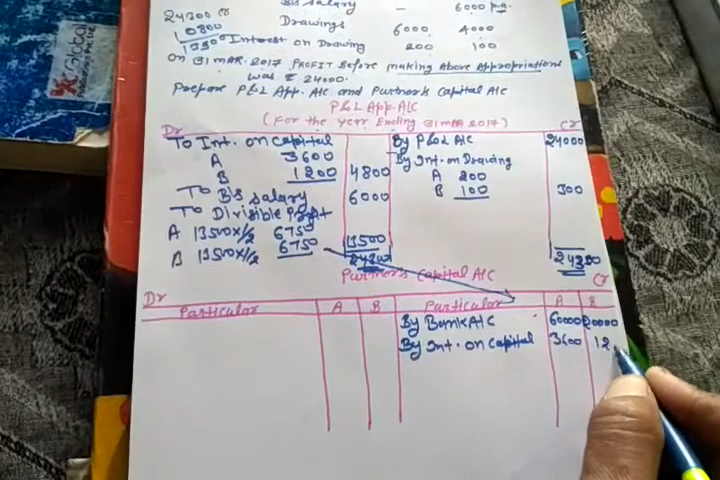 B's salary - 6000 p.a.
24300 cr Drawings 6000 4000
10800
13500 Interest on Drawing 200 100
On 31 MAR. 2017 PROFIT Before making Above Appropriations
was ₹ 24000.
Prepare P&L App. A/c and Partner's Capital A/c
P&L App. A/c
(For the Year Ending 31 MAR 2017)
Dr Cr
To Int. on Capital By P&L A/c 24000
A 3600 By Int. on Drawing
B 1200 4800 A 200
To B's salary 6000 B 100 300
To Divisible Profit
A 13500x1/2 6750
B 13500x1/2 6750 13500
24300 24300
Partner's Capital A/c
Dr Cr
Particular A B Particular A B
By Bank A/c 60000 20000
By Int. on Capital 3600 12
Global